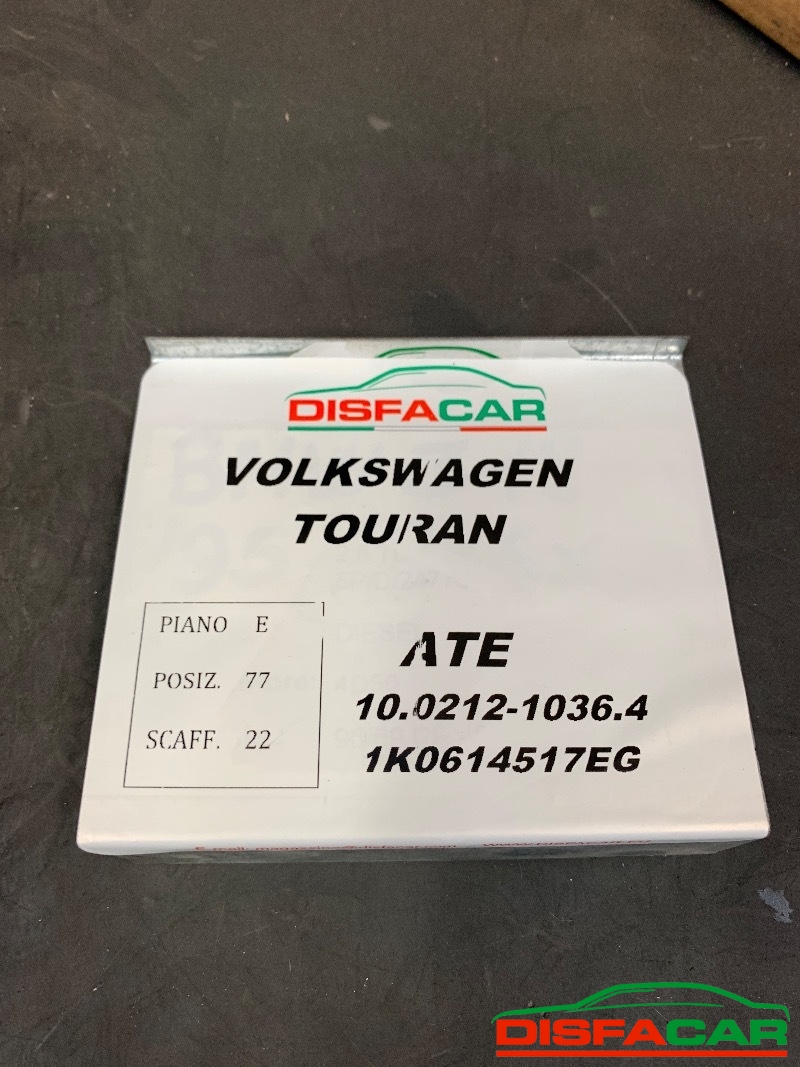 DISFACAR
VOLKSWAGEN
TOURAN
PIANO E
POSIZ. 77
SCAFF. 22
ATE
10.0212-1036.4
1K0614517EG
DISFACAR